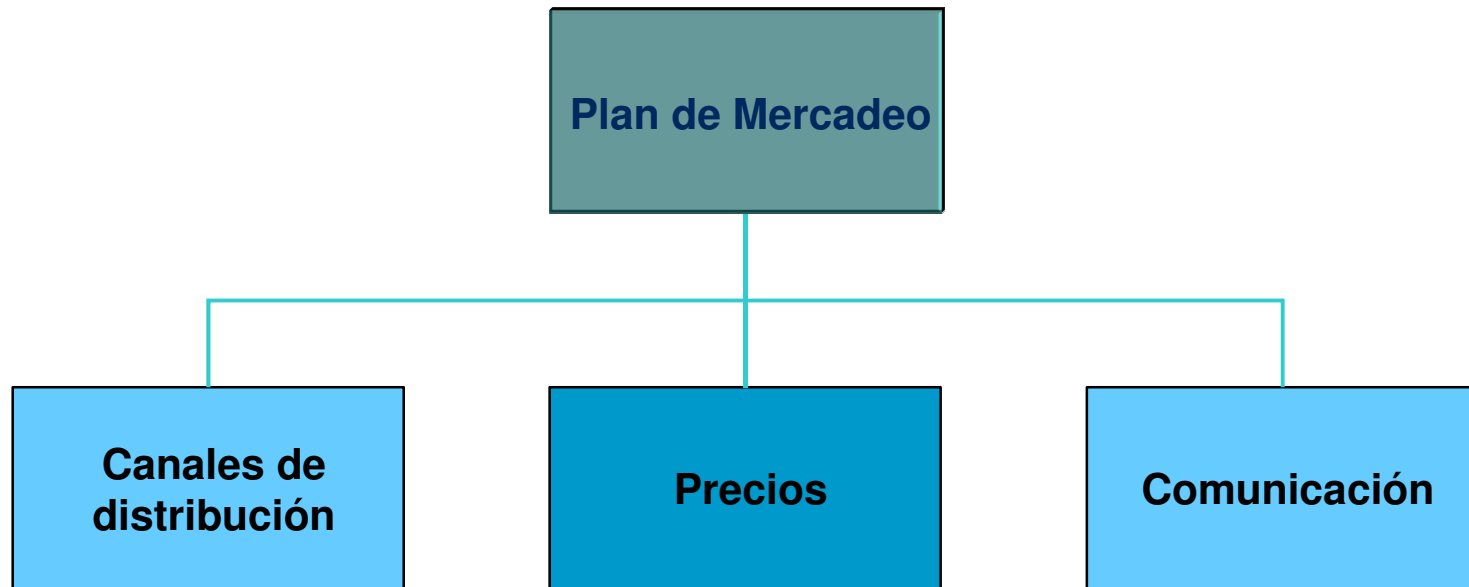 Plan de Mercadeo
Canales de
distribución
Precios
Comunicación